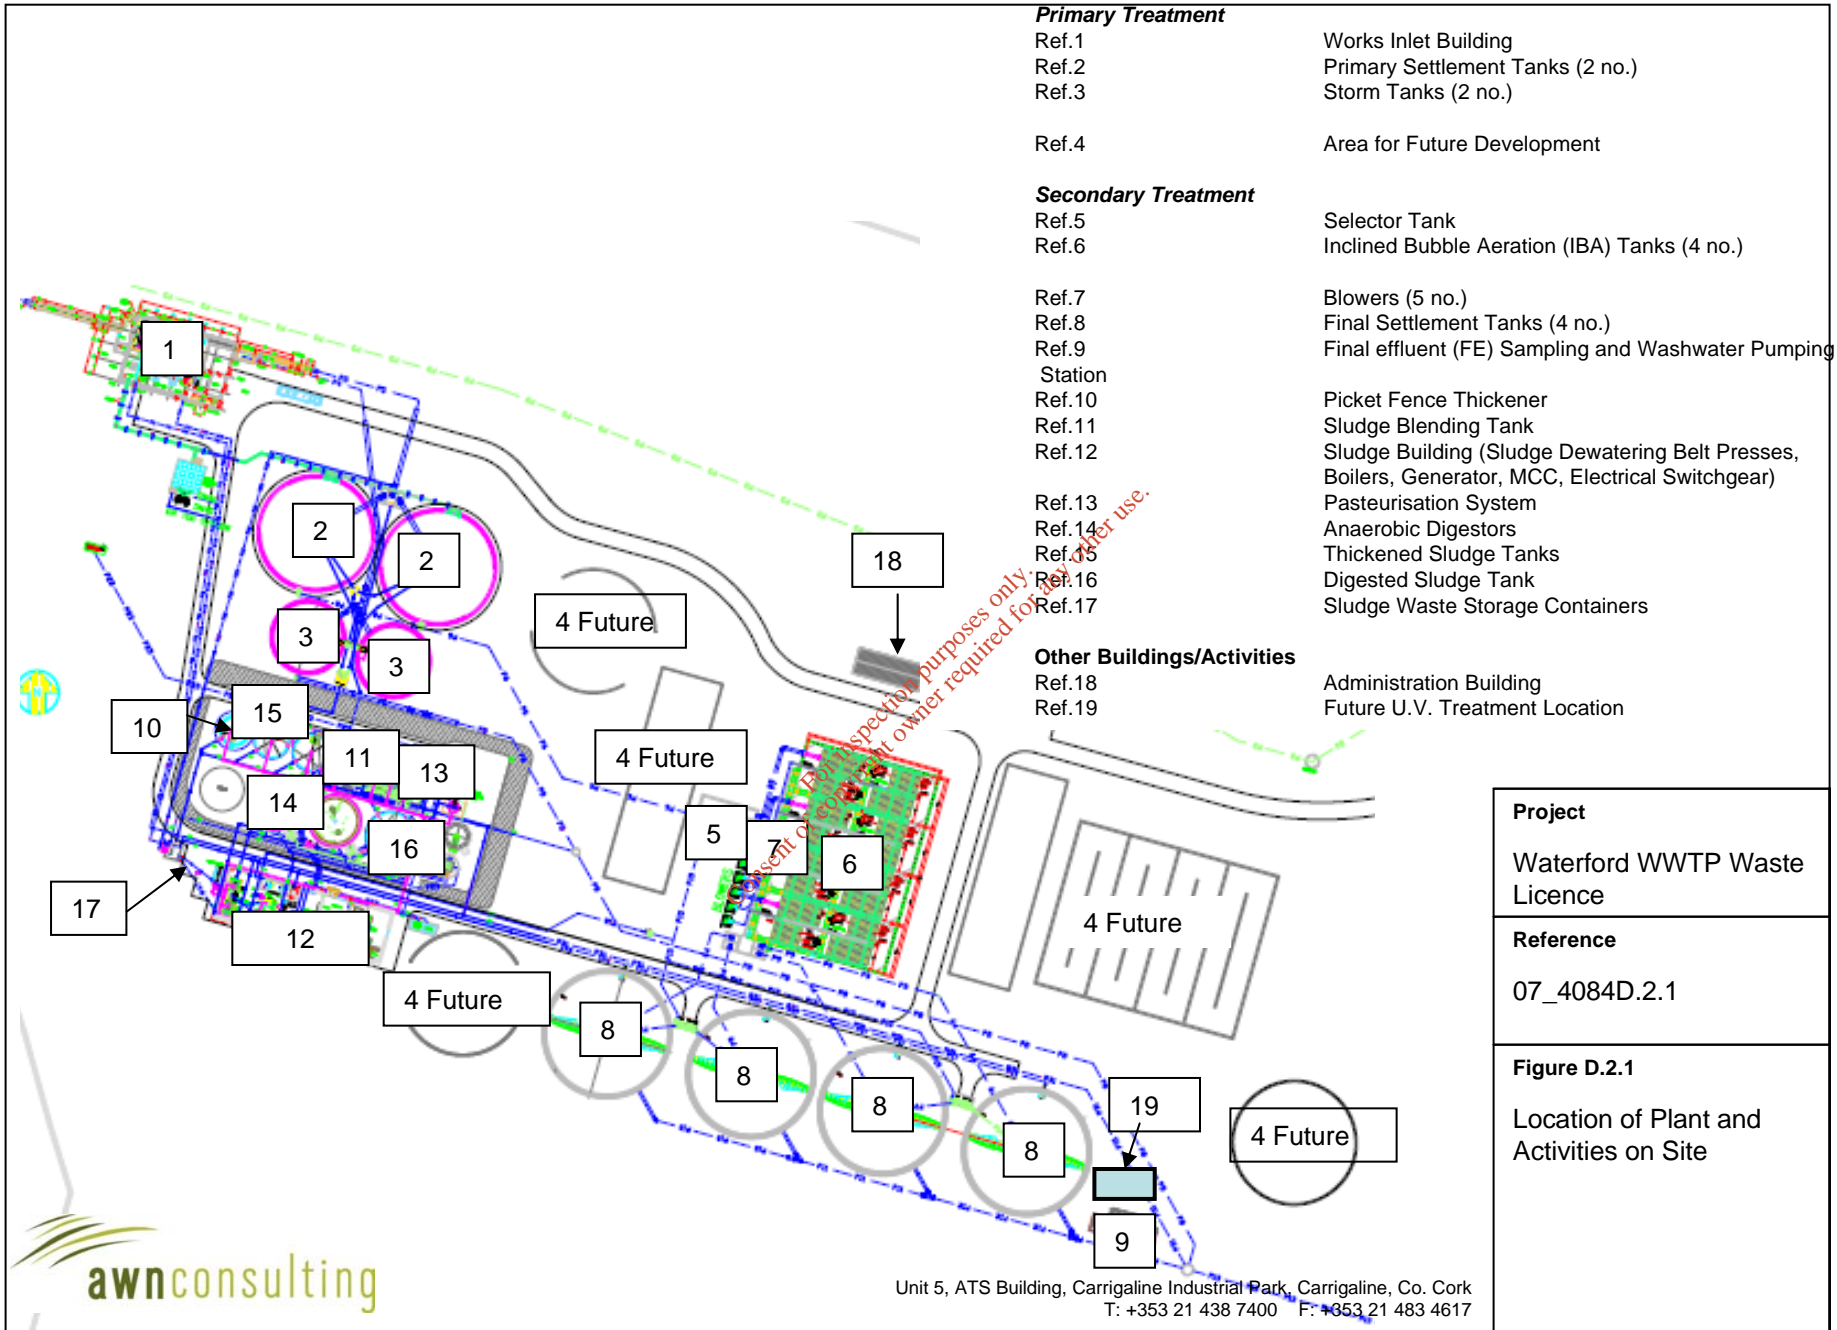 Primary Treatment
Ref.1 Works Inlet Building
Ref.2 Primary Settlement Tanks (2 no.)
Ref.3 Storm Tanks (2 no.)
Ref.4 Area for Future Development
Secondary Treatment
Ref.5 Selector Tank
Ref.6 Inclined Bubble Aeration (IBA) Tanks (4 no.)
Ref.7 Blowers (5 no.)
Ref.8 Final Settlement Tanks (4 no.)
Ref.9 Final effluent (FE) Sampling and Washwater Pumping
Station
Ref.10 Picket Fence Thickener
Ref.11 Sludge Blending Tank
Ref.12 Sludge Building (Sludge Dewatering Belt Presses,
Boilers, Generator, MCC, Electrical Switchgear)
Ref.13 Pasteurisation System
Ref.14 Anaerobic Digestors
Ref.15 Thickened Sludge Tanks
Ref.16 Digested Sludge Tank
Ref.17 Sludge Waste Storage Containers
Other Buildings/Activities
Ref.18 Administration Building
Ref.19 Future U.V. Treatment Location
For inspection purposes only.
Consent of copyright owner required for any other use.
1
2
2
18
4 Future
3
3
15
10
11
13
4 Future
14
5
7
6
16
17
12
4 Future
4 Future
8
8
8
8
19
4 Future
9
Project
Waterford WWTP Waste
Licence
Reference
07_4084D.2.1
Figure D.2.1
Location of Plant and
Activities on Site
awnconsulting
Unit 5, ATS Building, Carrigaline Industrial Park, Carrigaline, Co. Cork
T: +353 21 438 7400 F: +353 21 483 4617